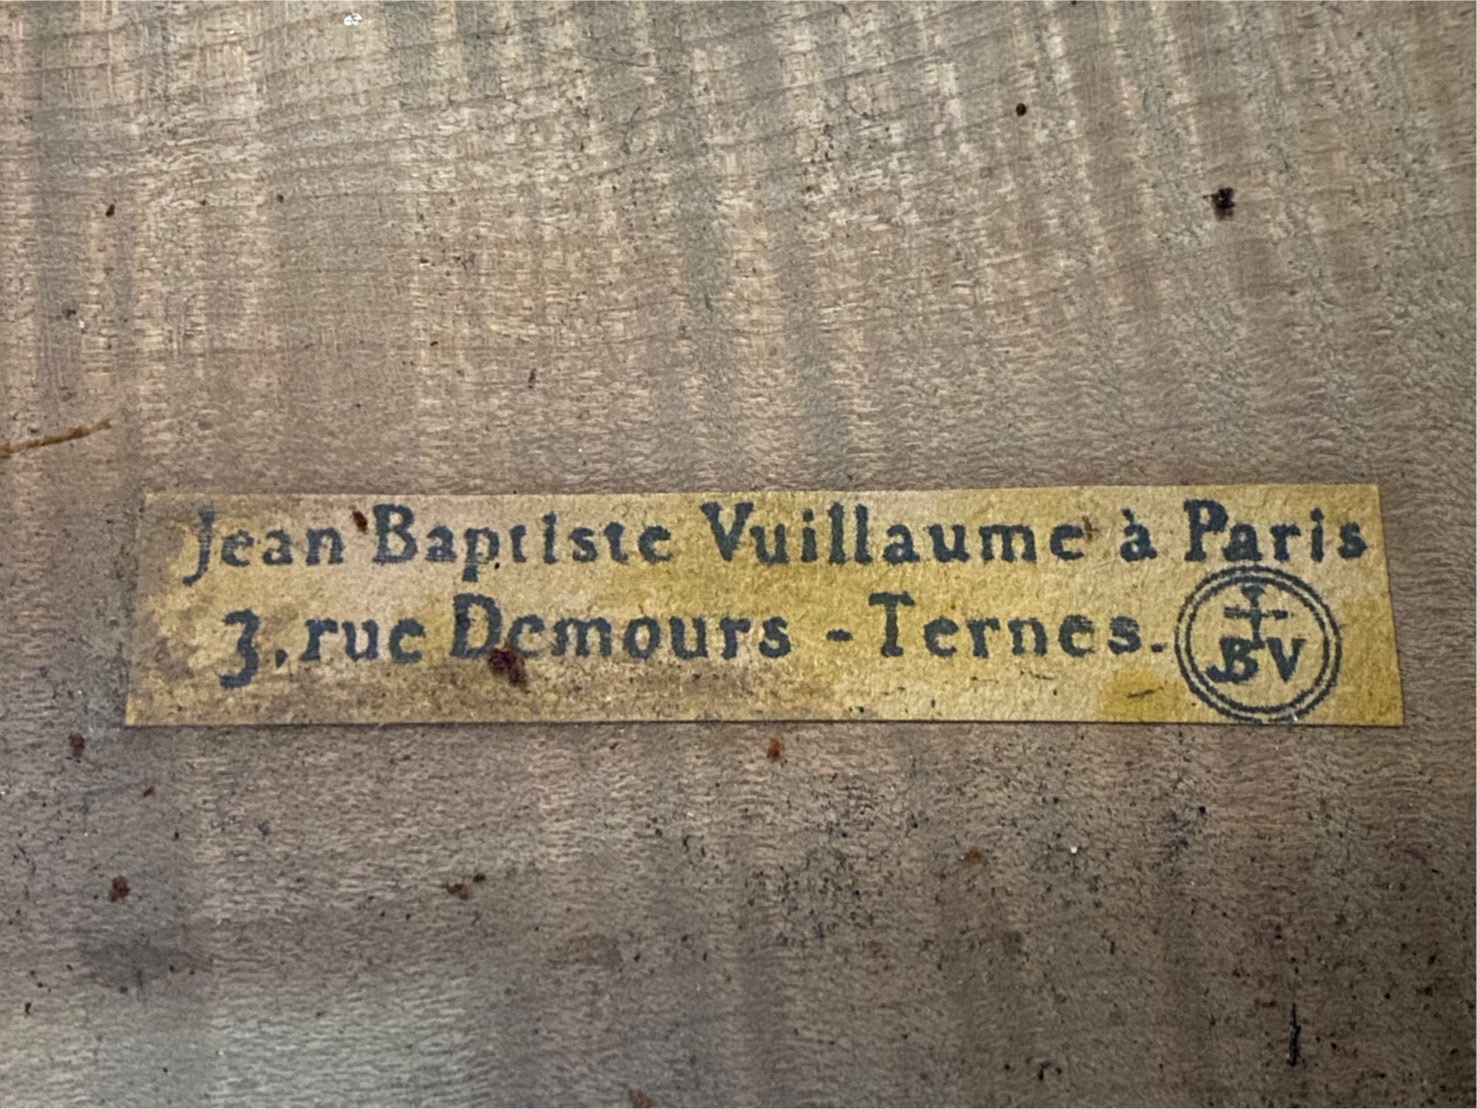 Jean Baptiste Vuillaume à Paris
3, rue Demours - Ternes.
JBV